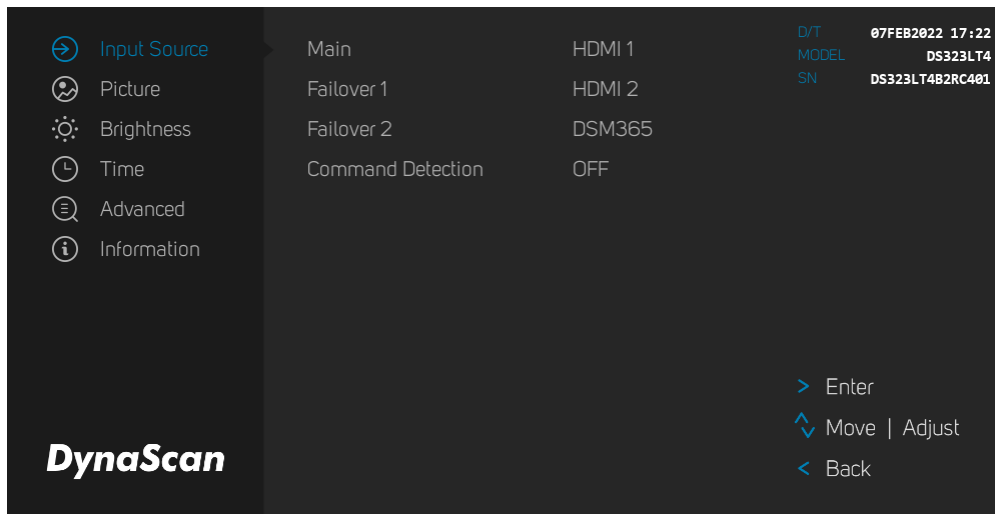 Input Source
Picture
Brightness
Time
Advanced
Information
DynaScan
Main HDMI 1
Failover 1 HDMI 2
Failover 2 DSM365
Command Detection OFF
D/T 07FEB2022 17:22
MODEL DS323LT4
SN DS323LT4B2RC401
> Enter
Move | Adjust
< Back